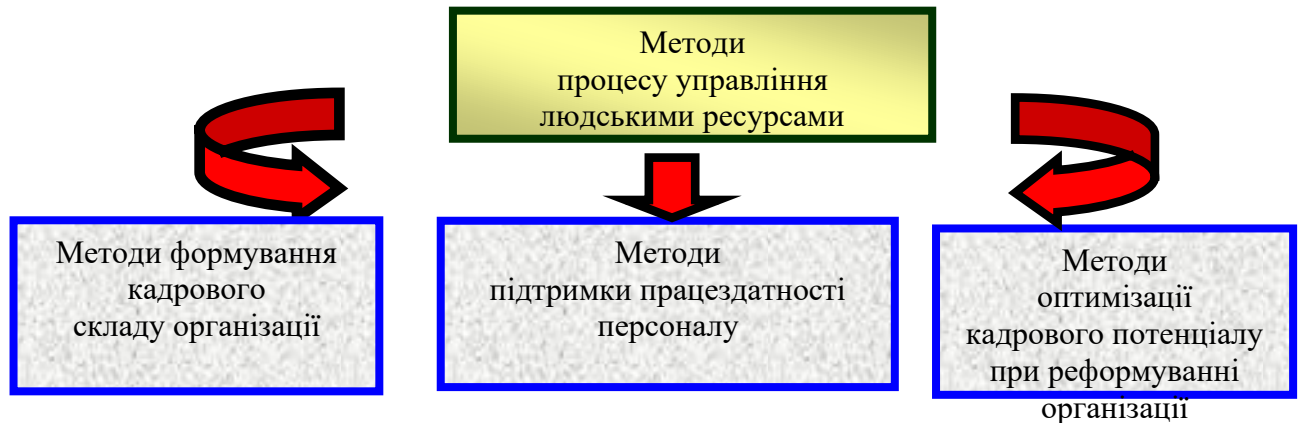 Методи
процесу управління
людськими ресурсами
Методи формування
кадрового
складу організації
Методи
підтримки працездатності
персоналу
Методи
оптимізації
кадрового потенціалу
при реформуванні
організації